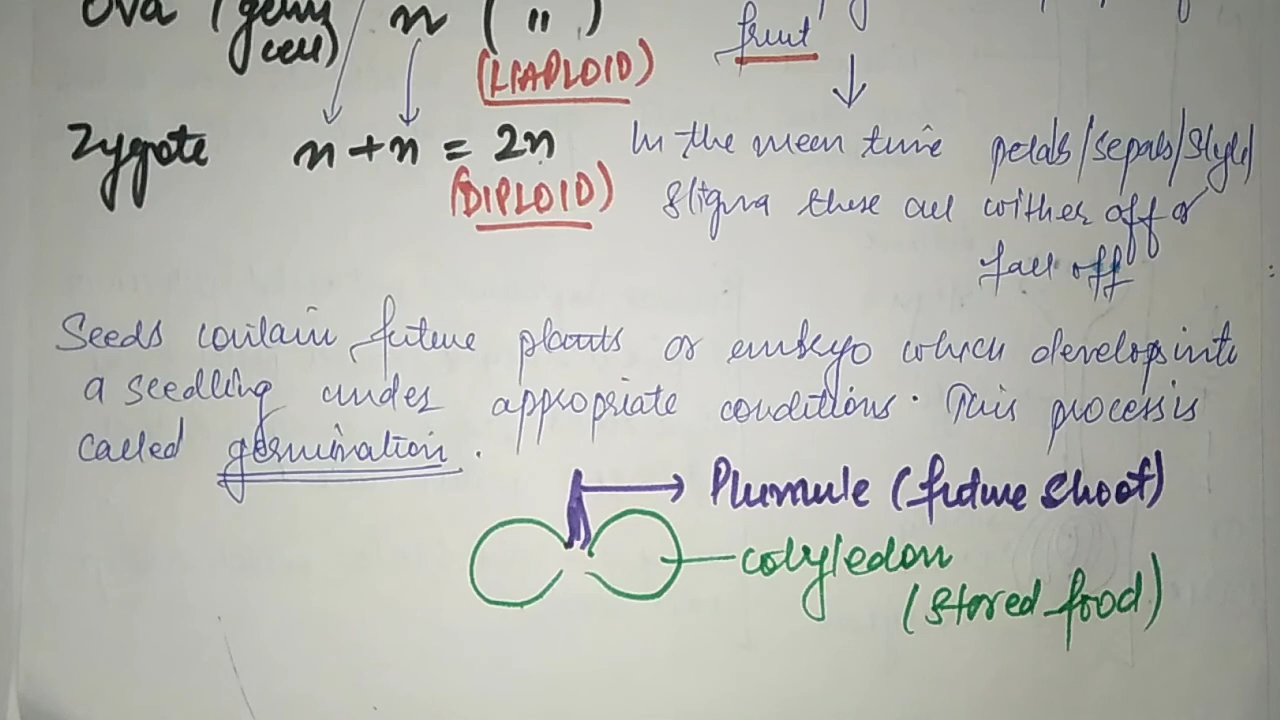 Ova (germ cell) n ( " )
(HAPLOID)
fruit
Zygote n + n = 2n
(DIPLOID)
In the mean time petals/sepals/style/
stigma these all wither off or
fall off
Seeds contain future plants or embryo which develops into
a seedling under appropriate conditions. This process is
called germination.
Plumule (future shoot)
cotyledon
(stored food)